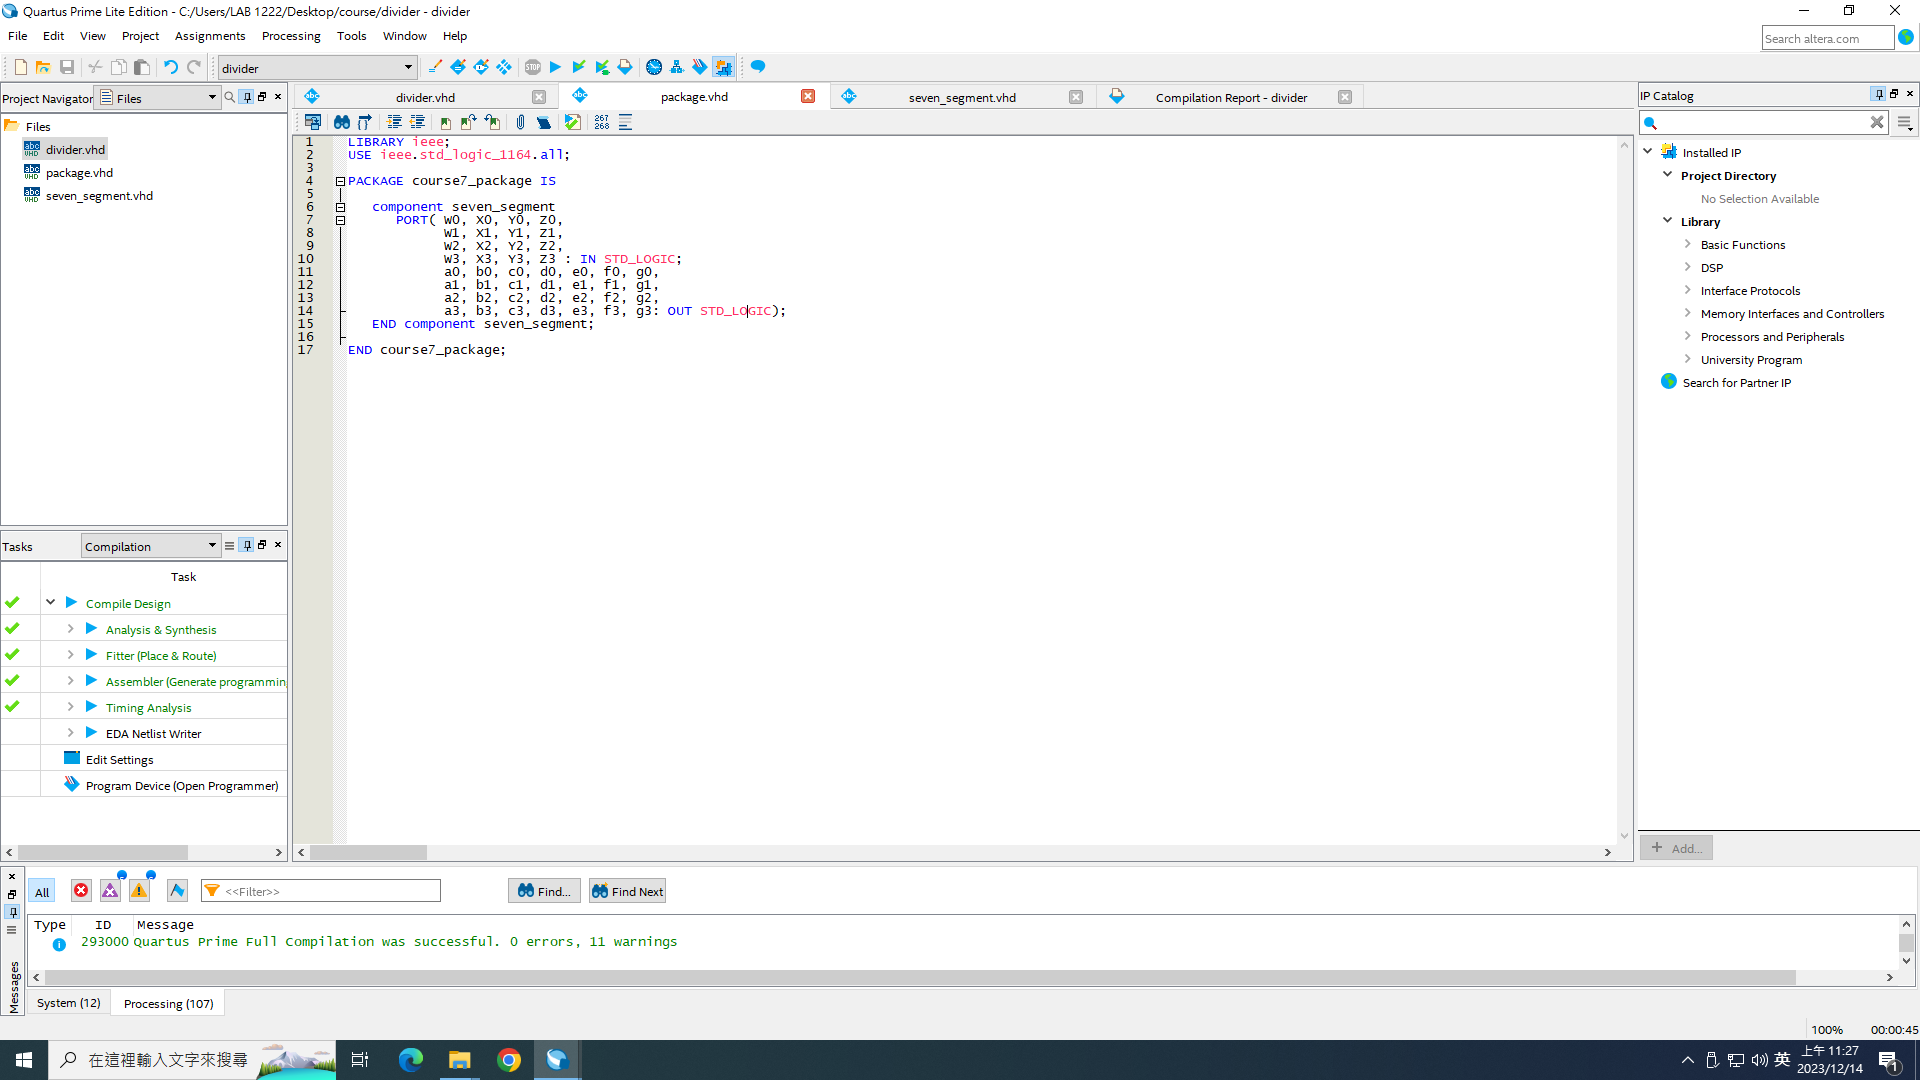 Quartus Prime Lite Edition - C:/Users/LAB 1222/Desktop/course/divider - divider
File Edit View Project Assignments Processing Tools Window Help
Search altera.com
divider
Project Navigator Files
divider.vhd package.vhd seven_segment.vhd Compilation Report - divider
IP Catalog
Files
divider.vhd
package.vhd
seven_segment.vhd
267
268
1 LIBRARY ieee;
2 USE ieee.std_logic_1164.all;
3
4 PACKAGE course7_package IS
5
6 component seven_segment
7 PORT( W0, X0, Y0, Z0,
8 W1, X1, Y1, Z1,
9 W2, X2, Y2, Z2,
10 W3, X3, Y3, Z3 : IN STD_LOGIC;
11 a0, b0, c0, d0, e0, f0, g0,
12 a1, b1, c1, d1, e1, f1, g1,
13 a2, b2, c2, d2, e2, f2, g2,
14 a3, b3, c3, d3, e3, f3, g3: OUT STD_LOGIC);
15 END component seven_segment;
16
17 END course7_package;
Installed IP
Project Directory
No Selection Available
Library
Basic Functions
DSP
Interface Protocols
Memory Interfaces and Controllers
Processors and Peripherals
University Program
Search for Partner IP
+ Add...
Tasks Compilation
Task
Compile Design
Analysis & Synthesis
Fitter (Place & Route)
Assembler (Generate programmin
Timing Analysis
EDA Netlist Writer
Edit Settings
Program Device (Open Programmer)
All <<Filter>> Find... Find Next
Type ID Message
293000 Quartus Prime Full Compilation was successful. 0 errors, 11 warnings
Messages
System (12) Processing (107)
100% 00:00:45
在這裡輸入文字來搜尋
英
上午 11:27
2023/12/14
1